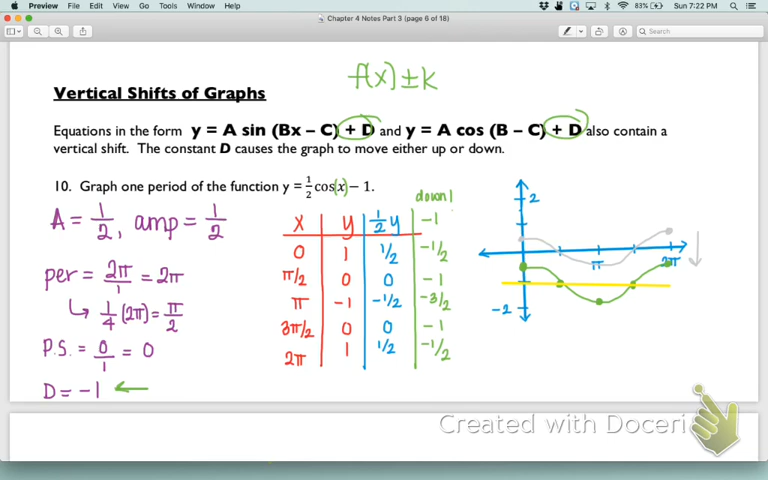 Preview File Edit View Go Tools Window Help 83% Sun 7:22 PM
Chapter 4 Notes Part 3 (page 6 of 18)
Search
f(x) ± k
Vertical Shifts of Graphs
Equations in the form y = A sin (Bx – C) + D and y = A cos (B – C) + D also contain a
vertical shift. The constant D causes the graph to move either up or down.
10. Graph one period of the function y = 1/2 cos(x) – 1.
A = 1/2, amp = 1/2
per = 2π/1 = 2π
↳ 1/4 (2π) = π/2
P.S. = 0/1 = 0
D = -1 ←
down 1
x y 1/2 y -1
0 1 1/2 -1/2
π/2 0 0 -1
π -1 -1/2 -3/2
3π/2 0 0 -1
2π 1 1/2 -1/2
2
π 2π
-2
Created with Doceri